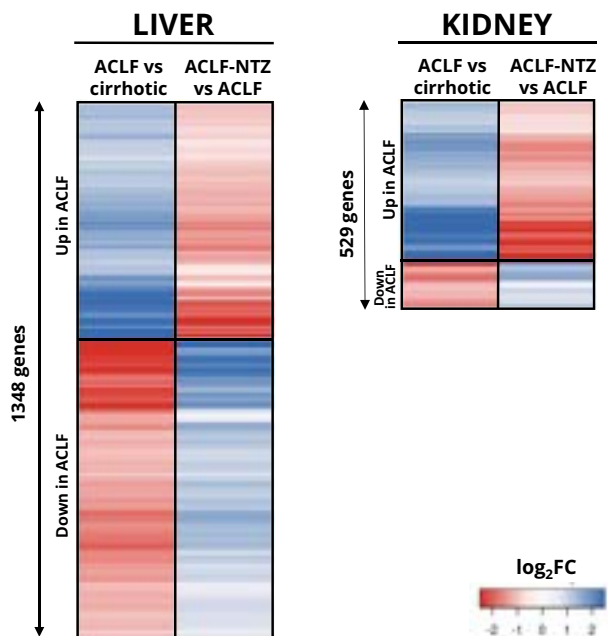 LIVER
ACLF vs
cirrhotic
ACLF-NTZ
vs ACLF
Up in ACLF
Down in ACLF
1348 genes
KIDNEY
ACLF vs
cirrhotic
ACLF-NTZ
vs ACLF
Up in ACLF
Down
in ACLF
529 genes
log₂FC
-2 -1 0 1 2